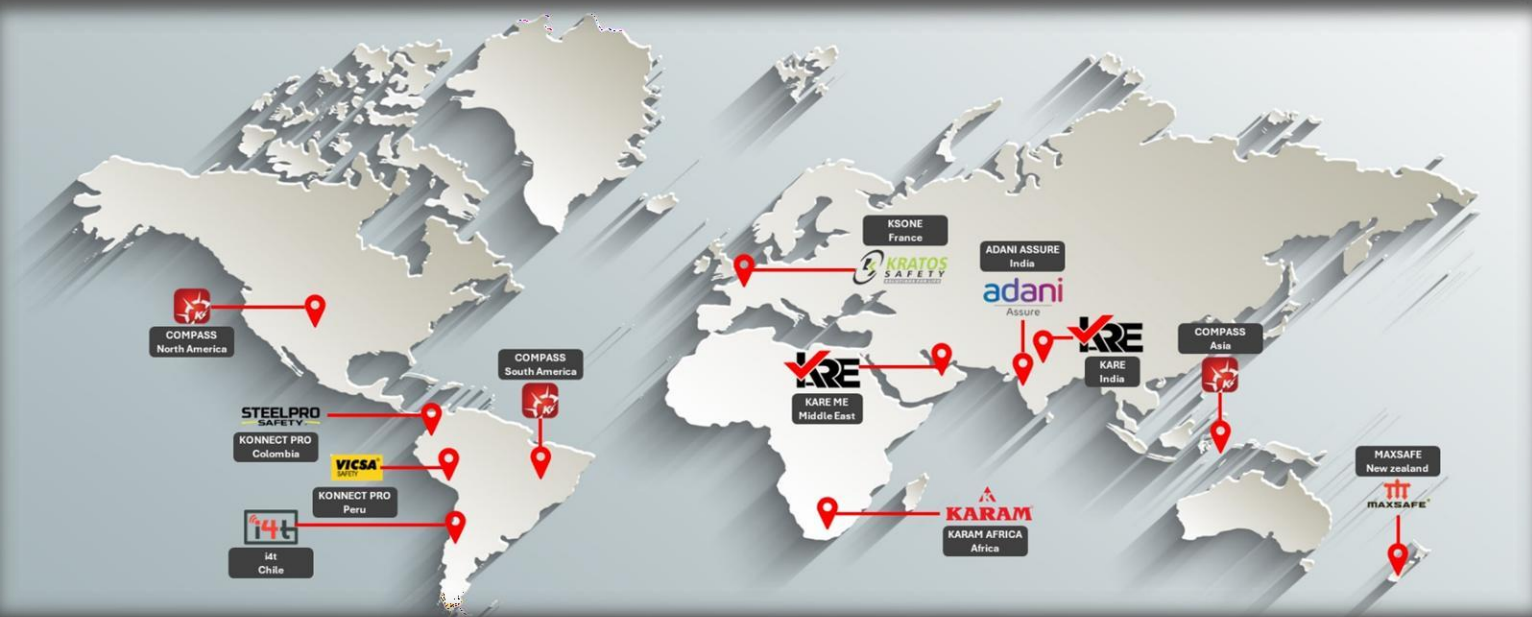 KSONE
France
KRATOS
SAFETY
ADANI ASSURE
India
adani
Assure
COMPASS
North America
COMPASS
South America
KARE
KARE ME
Middle East
KARE
KARE
India
COMPASS
Asia
STEELPRO
SAFETY
KONNECT PRO
Colombia
VICSA
SAFETY
KONNECT PRO
Peru
i4t
i4t
Chile
KARAM
KARAM AFRICA
Africa
MAXSAFE
New zealand
MAXSAFE